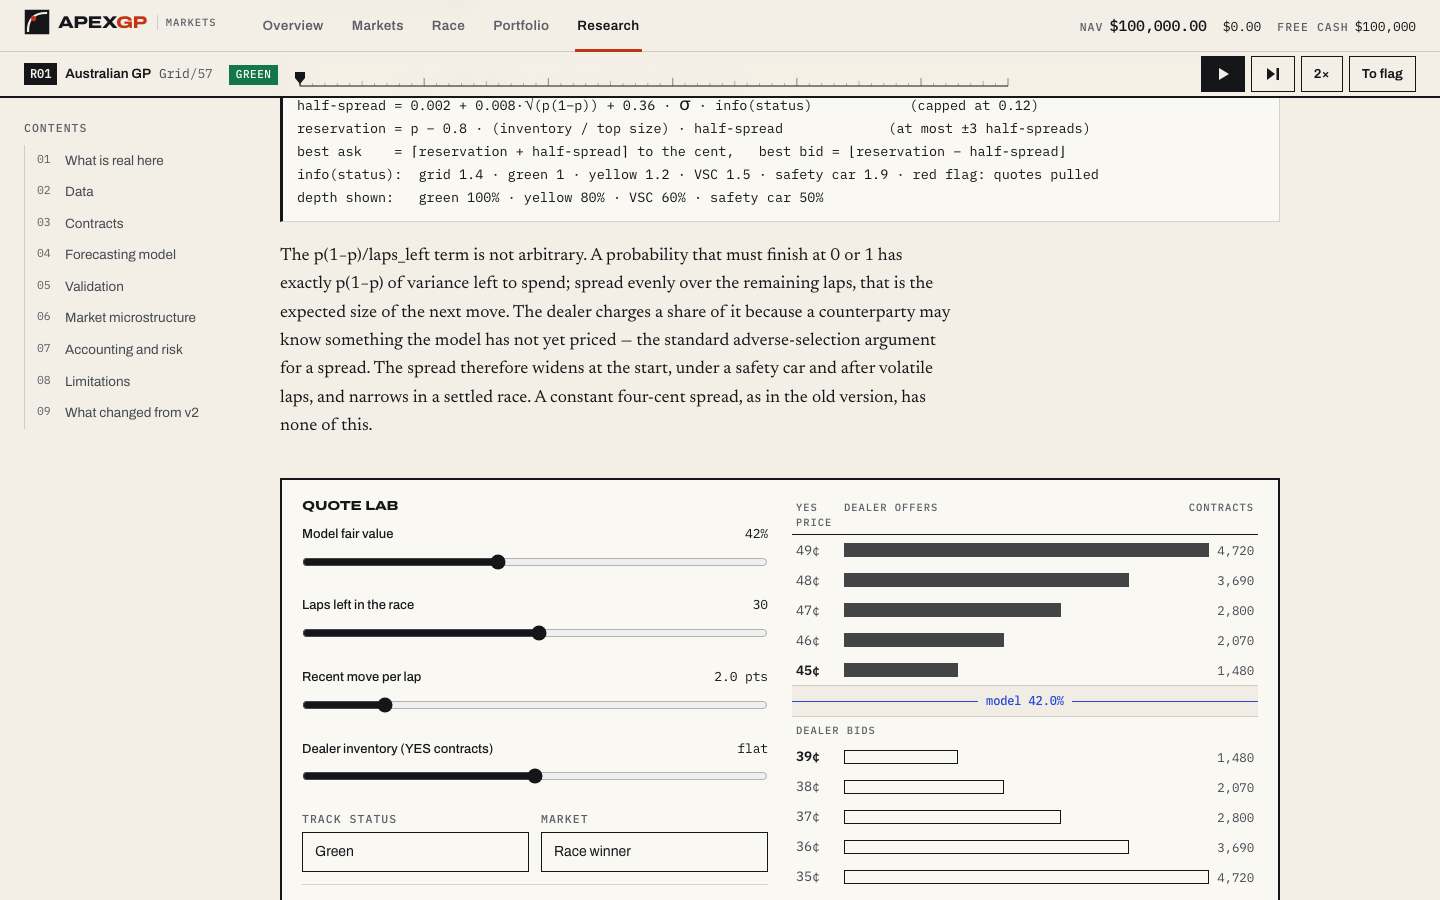 APEXGP MARKETS Overview Markets Race Portfolio Research NAV $100,000.00 $0.00 FREE CASH $100,000
R01 Australian GP Grid/57 GREEN 2× To flag
CONTENTS
01 What is real here
02 Data
03 Contracts
04 Forecasting model
05 Validation
06 Market microstructure
07 Accounting and risk
08 Limitations
09 What changed from v2
half-spread = 0.002 + 0.008·√(p(1−p)) + 0.36 · σ · info(status) (capped at 0.12)
reservation = p − 0.8 · (inventory / top size) · half-spread (at most ±3 half-spreads)
best ask = ⌈reservation + half-spread⌉ to the cent, best bid = ⌊reservation − half-spread⌋
info(status): grid 1.4 · green 1 · yellow 1.2 · VSC 1.5 · safety car 1.9 · red flag: quotes pulled
depth shown: green 100% · yellow 80% · VSC 60% · safety car 50%
The p(1−p)/laps_left term is not arbitrary. A probability that must finish at 0 or 1 has
exactly p(1−p) of variance left to spend; spread evenly over the remaining laps, that is the
expected size of the next move. The dealer charges a share of it because a counterparty may
know something the model has not yet priced — the standard adverse-selection argument
for a spread. The spread therefore widens at the start, under a safety car and after volatile
laps, and narrows in a settled race. A constant four-cent spread, as in the old version, has
none of this.
QUOTE LAB
Model fair value 42%
Laps left in the race 30
Recent move per lap 2.0 pts
Dealer inventory (YES contracts) flat
TRACK STATUS MARKET
Green Race winner
YES PRICE DEALER OFFERS CONTRACTS
49¢ 4,720
48¢ 3,690
47¢ 2,800
46¢ 2,070
45¢ 1,480
model 42.0%
DEALER BIDS
39¢ 1,480
38¢ 2,070
37¢ 2,800
36¢ 3,690
35¢ 4,720